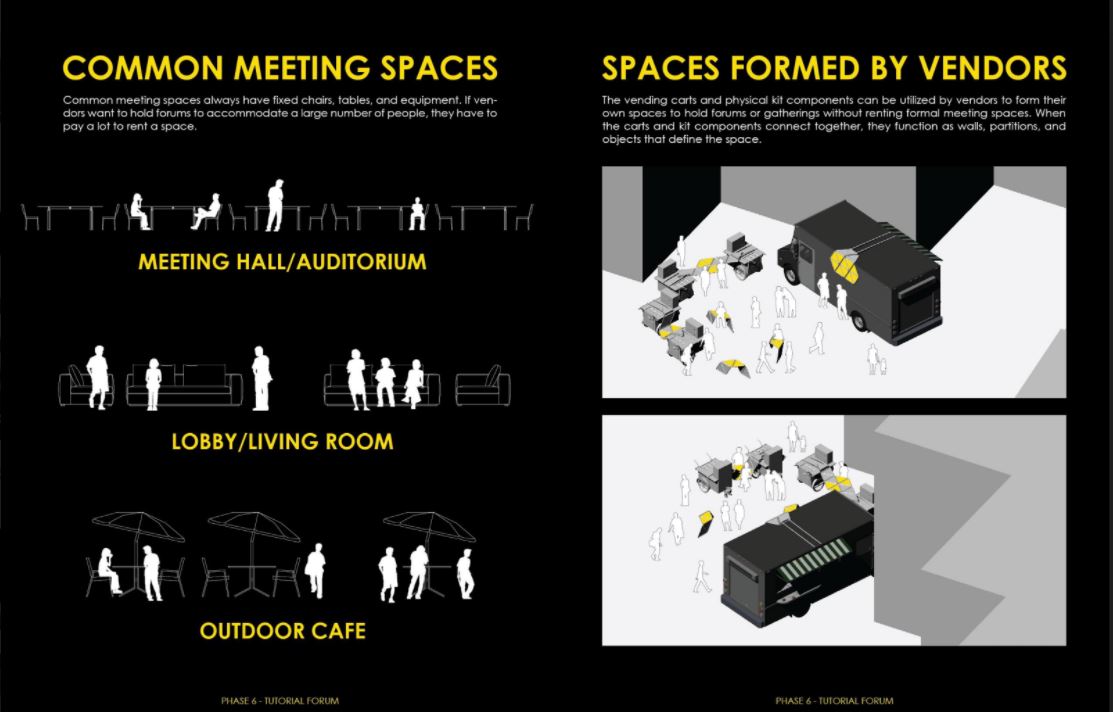 COMMON MEETING SPACES
Common meeting spaces always have fixed chairs, tables, and equipment. If ven-
dors want to hold forums to accommodate a large number of people, they have to
pay a lot to rent a space.
MEETING HALL/AUDITORIUM
LOBBY/LIVING ROOM
OUTDOOR CAFE
PHASE 6 - TUTORIAL FORUM
SPACES FORMED BY VENDORS
The vending carts and physical kit components can be utilized by vendors to form their
own spaces to hold forums or gatherings without renting formal meeting spaces. When
the carts and kit components connect together, they function as walls, partitions, and
objects that define the space.
PHASE 6 - TUTORIAL FORUM